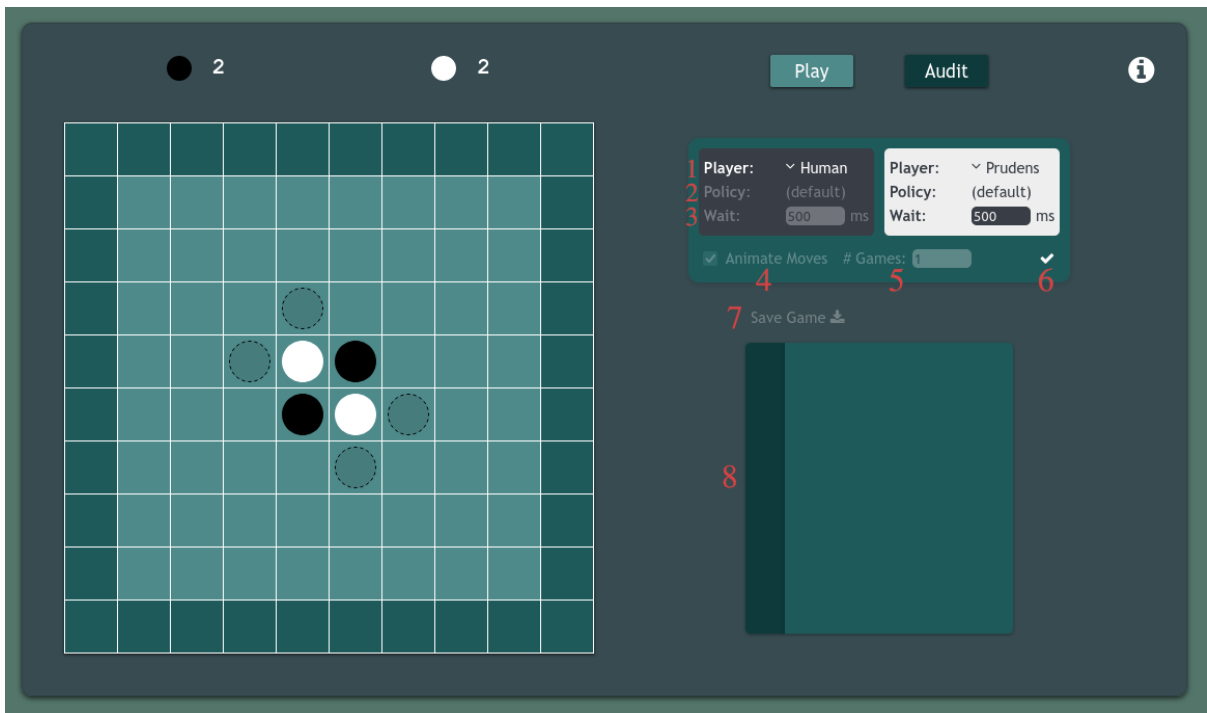 2 2 Play Audit i
1 Player: Human Player: Prudens
2 Policy: (default) Policy: (default)
3 Wait: 500 ms Wait: 500 ms
Animate Moves # Games: 1
4 5 6
7 Save Game
8